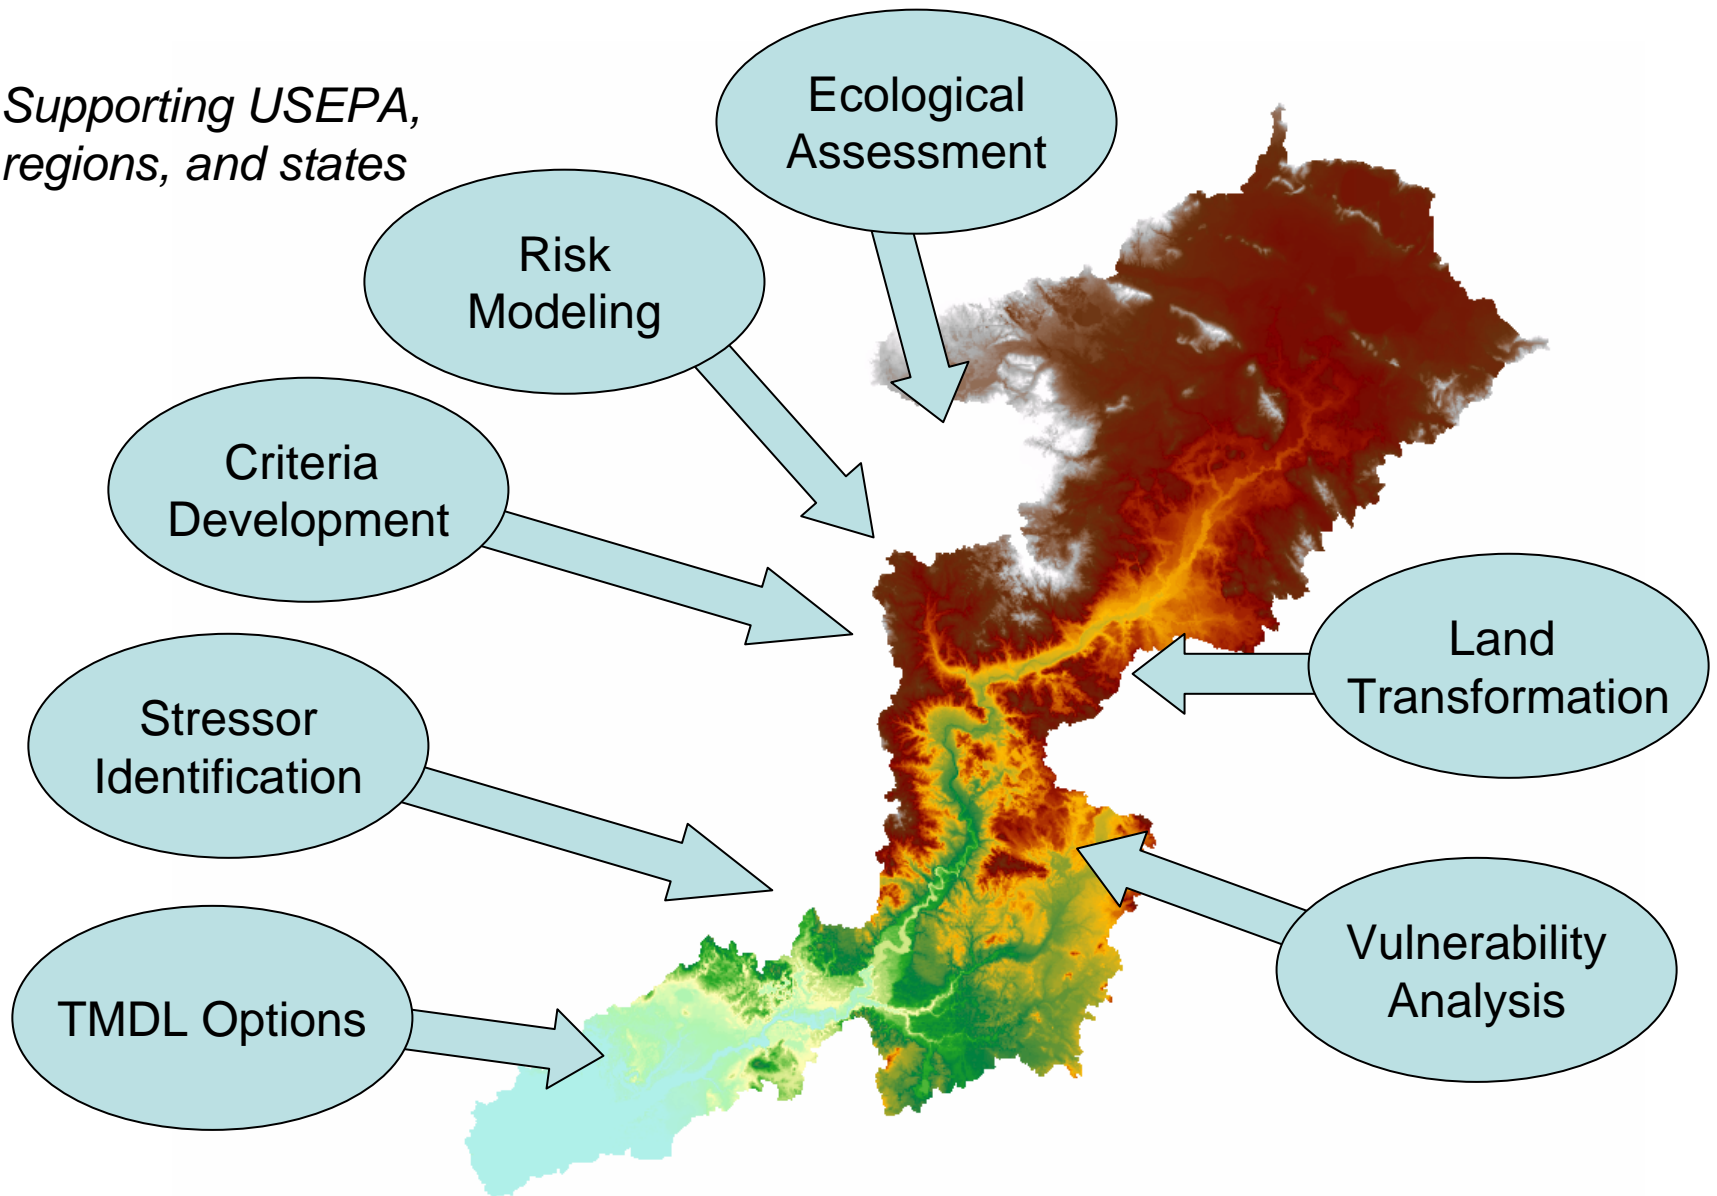 Supporting USEPA,
regions, and states
Ecological
Assessment
Risk
Modeling
Criteria
Development
Stressor
Identification
TMDL Options
Land
Transformation
Vulnerability
Analysis